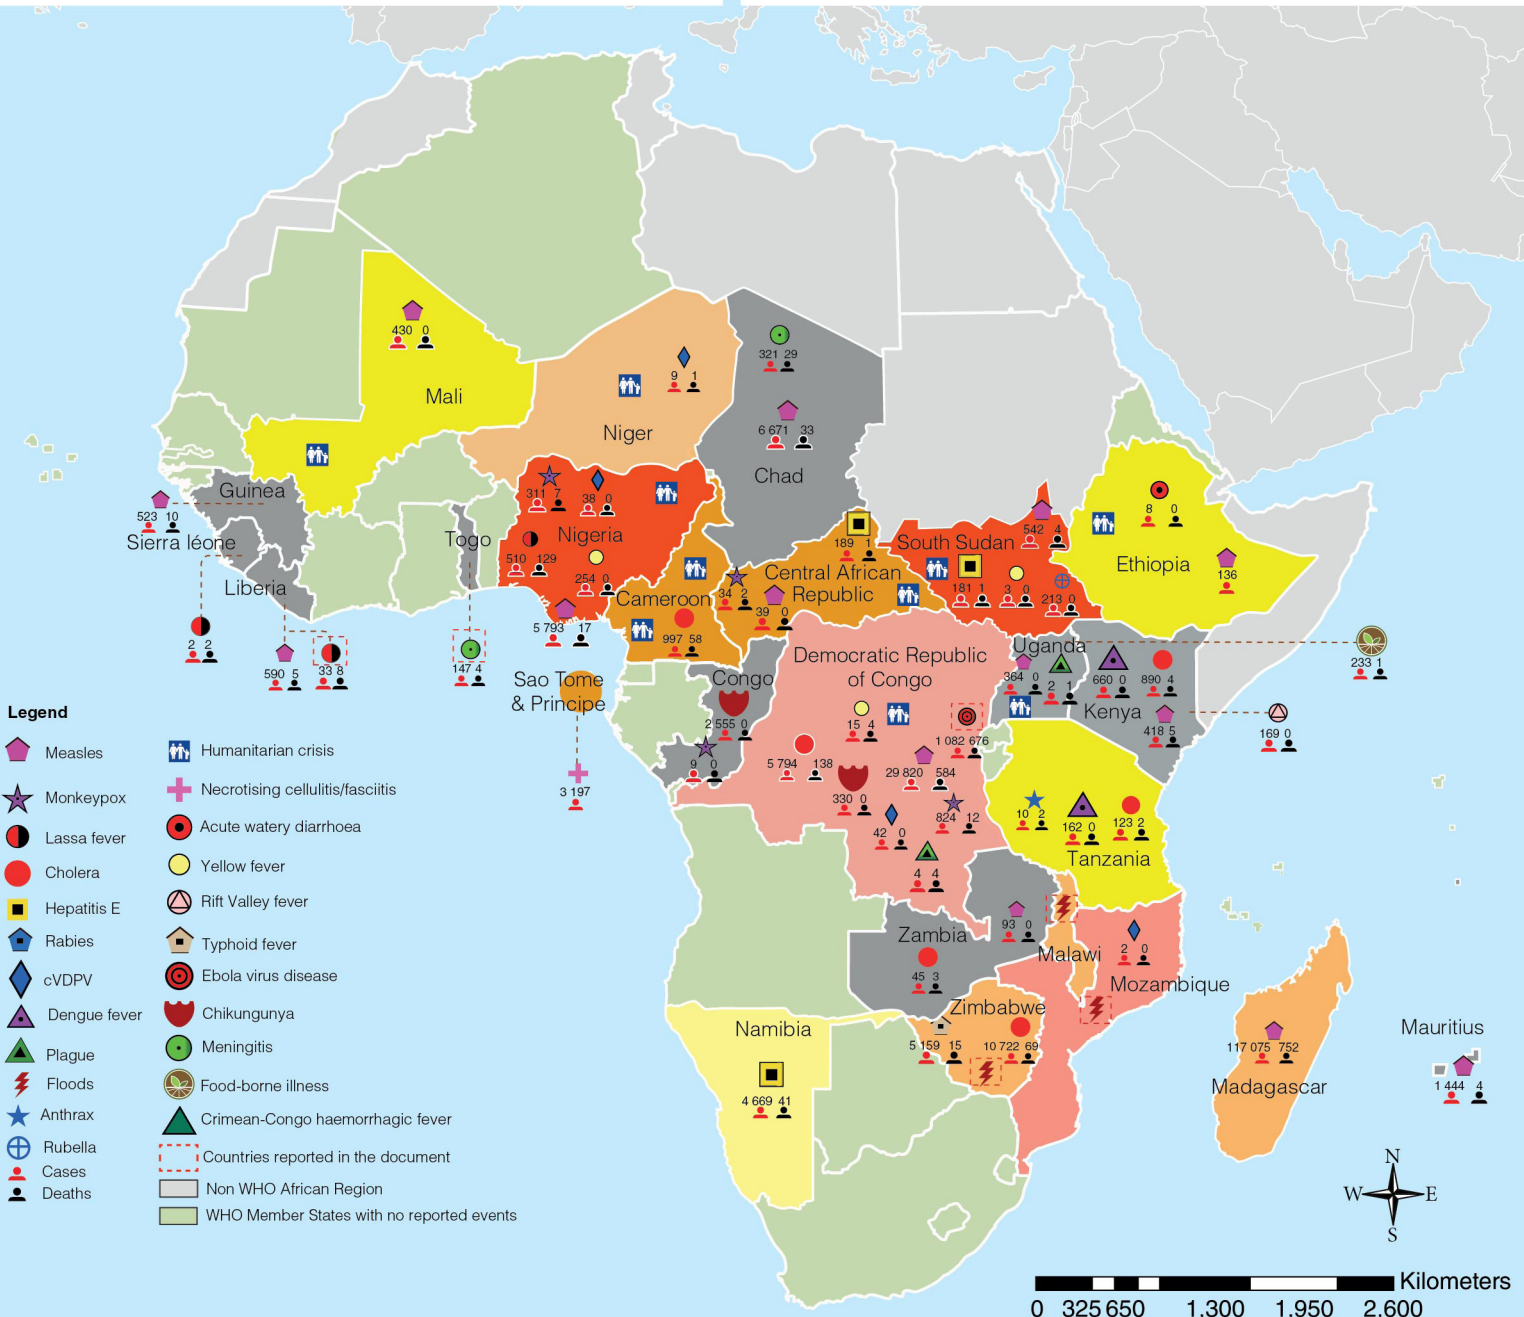 430 0
Mali
9 1
Niger
321 29
6 671 33
Chad
Guinea
523 10
Sierra léone
Liberia
2 2
590 5
33 8
Togo
147 4
311 7
38 0
Nigeria
510 129
254 0
5 793 17
Cameroon
997 58
34 2
39 0
189 1
Central African
Republic
South Sudan
542 4
181 1
3 0
213 0
8 0
Ethiopia
136
Sao Tome
& Principe
3 197
Congo
2 555 0
9 0
Democratic Republic
of Congo
15 4
1 082 676
5 794 138
29 820 584
330 0
824 12
42 0
4 4
Uganda
364 0
2 1
660 0
890 4
Kenya
418 5
233 1
169 0
10 2
162 0
123 2
Tanzania
93 0
Zambia
45 3
Malawi
2 0
Mozambique
Zimbabwe
5 159 15
10 722 69
Namibia
4 669 41
117 075 752
Madagascar
Mauritius
1 444 4
Legend
Measles
Monkeypox
Lassa fever
Cholera
Hepatitis E
Rabies
cVDPV
Dengue fever
Plague
Floods
Anthrax
Rubella
Cases
Deaths
Humanitarian crisis
Necrotising cellulitis/fasciitis
Acute watery diarrhoea
Yellow fever
Rift Valley fever
Typhoid fever
Ebola virus disease
Chikungunya
Meningitis
Food-borne illness
Crimean-Congo haemorrhagic fever
Countries reported in the document
Non WHO African Region
WHO Member States with no reported events
N
W E
S
Kilometers
0 325 650 1,300 1,950 2,600